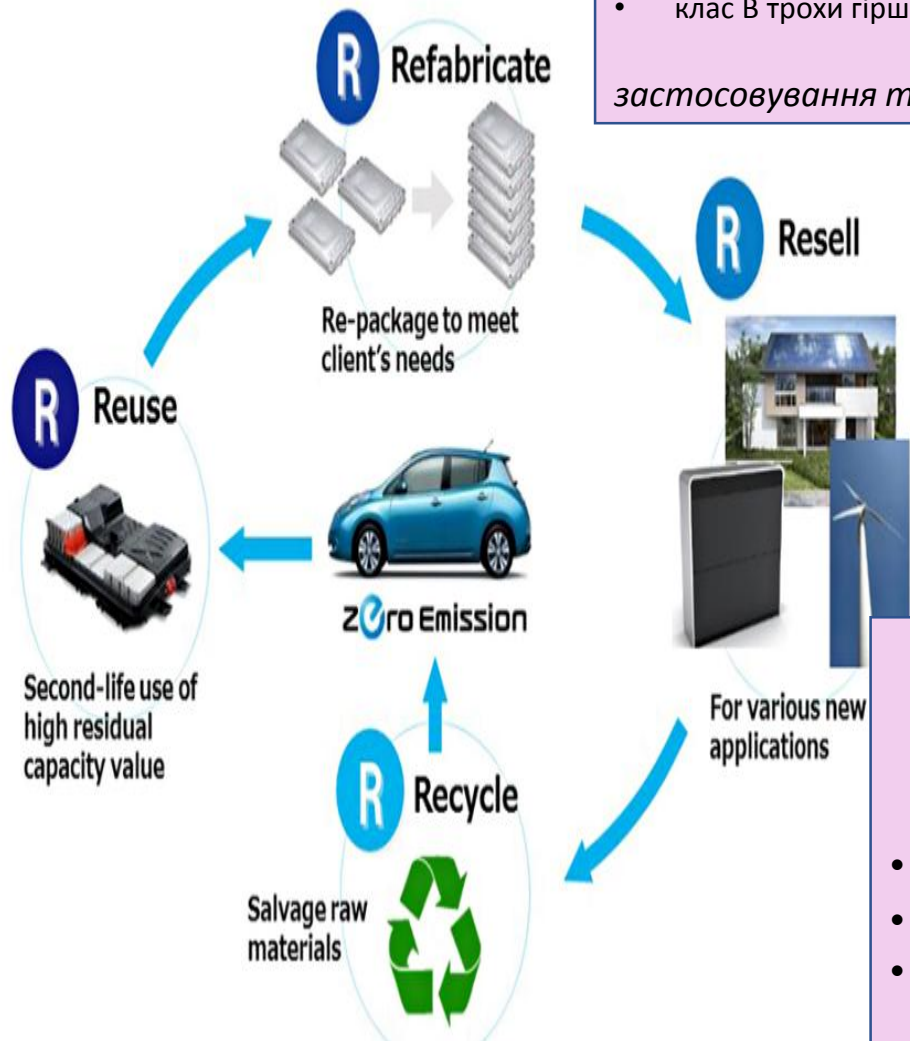 клас В трохи гірш
застосовування т
R Refabricate
Re-package to meet
client's needs
R Resell
For various new
applications
R Reuse
Second-life use of
high residual
capacity value
Zero Emission
R Recycle
Salvage raw
materials